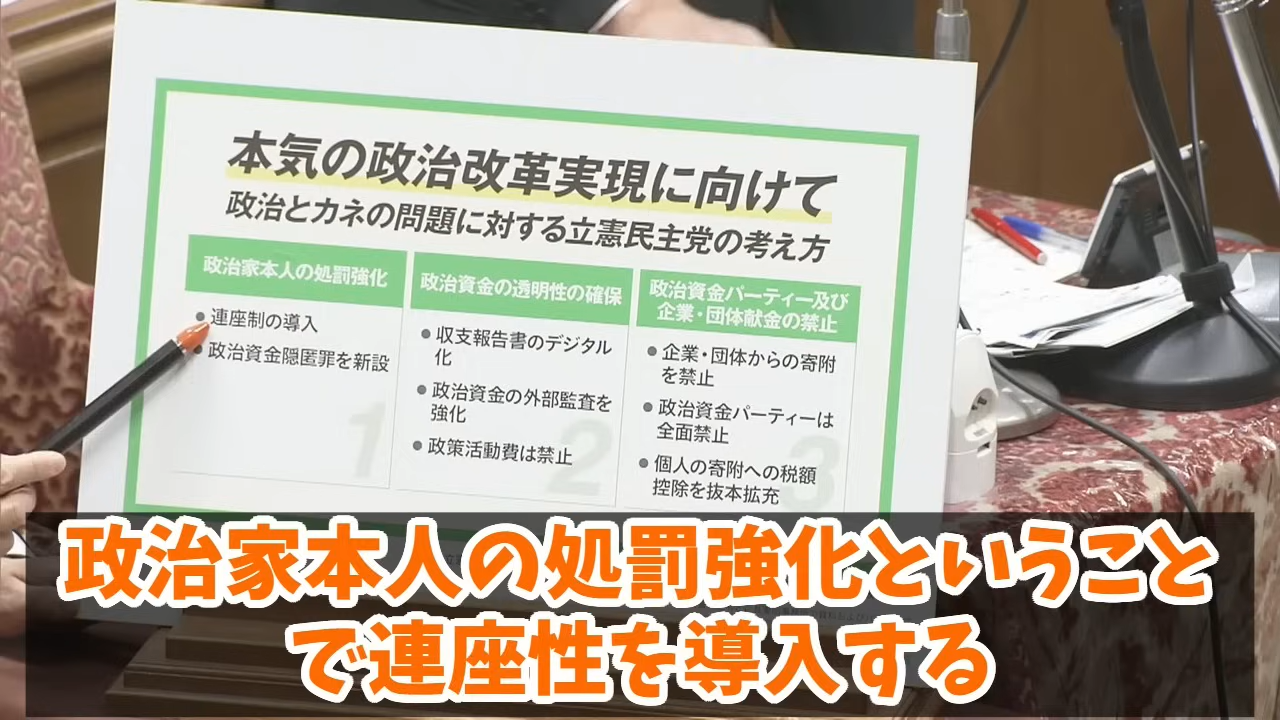 本気の政治改革実現に向けて
政治とカネの問題に対する立憲民主党の考え方
政治家本人の処罰強化
連座制の導入
政治資金隠匿罪を新設
1
政治資金の透明性の確保
収支報告書のデジタル
化
政治資金の外部監査を
強化
政策活動費は禁止
2
政治資金パーティー及び
企業・団体献金の禁止
企業・団体からの寄附
を禁止
政治資金パーティーは
全面禁止
個人の寄附への税額
控除を抜本拡充
3
政治家本人の処罰強化ということ
で連座性を導入する